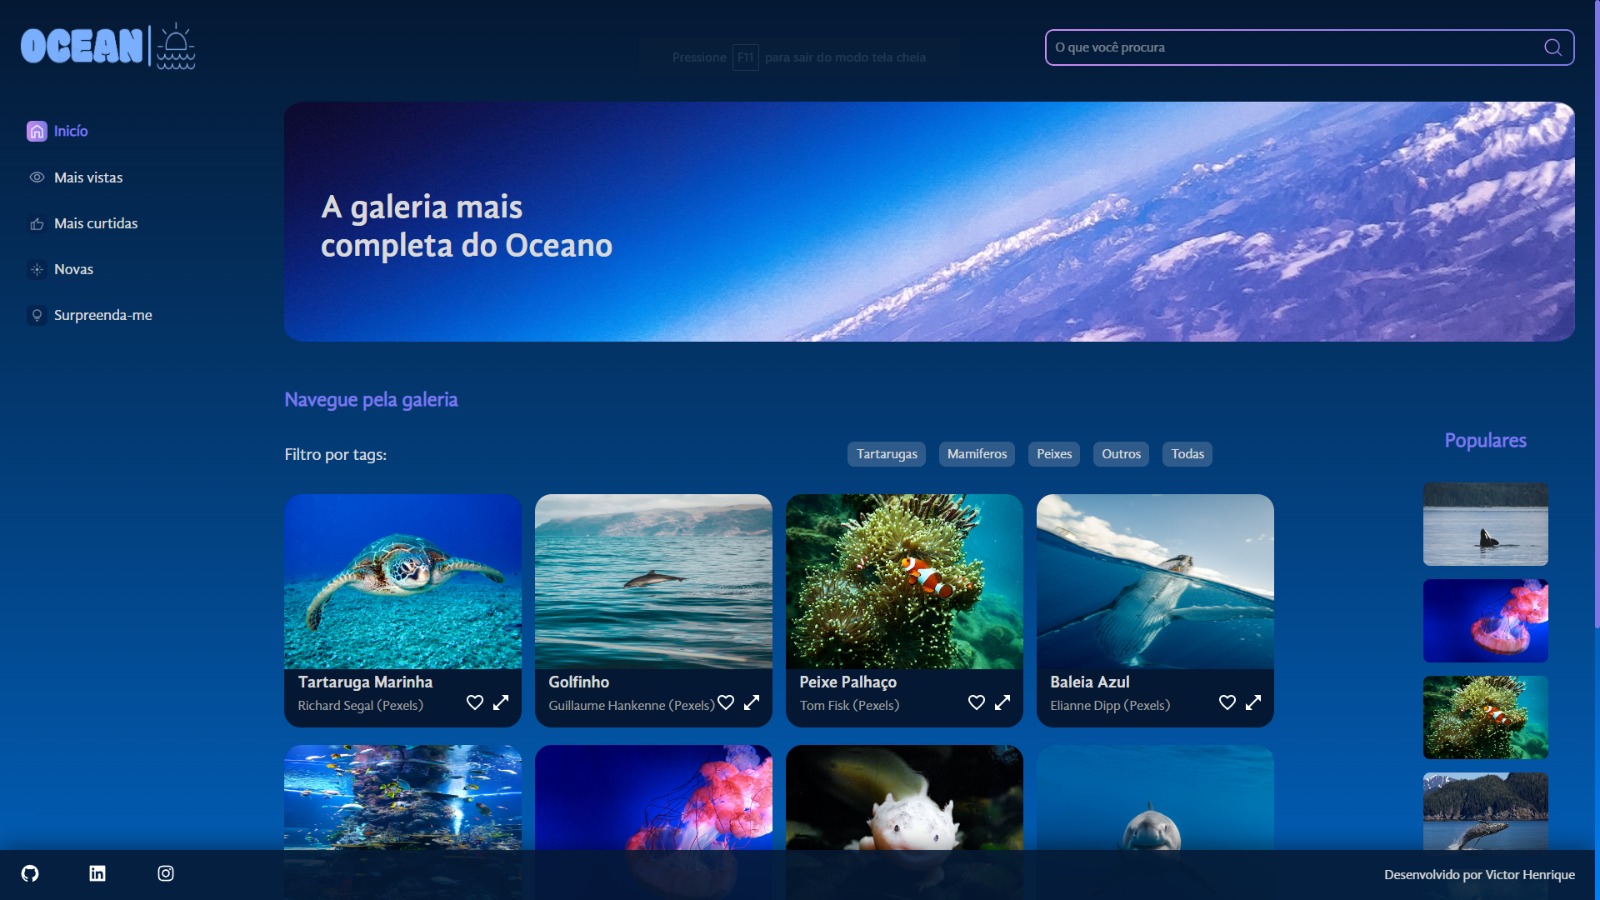 OCEAN
Pressione F11 para sair do modo tela cheia
O que você procura
Inicío
Mais vistas
Mais curtidas
Novas
Surpreenda-me
A galeria mais
completa do Oceano
Navegue pela galeria
Filtro por tags:
Tartarugas
Mamiferos
Peixes
Outros
Todas
Populares
Tartaruga Marinha
Richard Segal (Pexels)
Golfinho
Guillaume Hankenne (Pexels)
Peixe Palhaço
Tom Fisk (Pexels)
Baleia Azul
Elianne Dipp (Pexels)
Desenvolvido por Victor Henrique